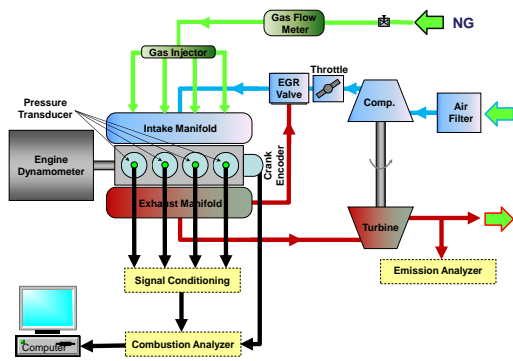 Gas Flow
Meter
NG
Gas Injector
Throttle
EGR
Valve
Comp.
Air
Filter
Pressure
Transducer
Intake Manifold
Engine
Dynamometer
Crank
Encoder
Exhaust Manifold
Turbine
Signal Conditioning
Emission Analyzer
Computer
Combustion Analyzer